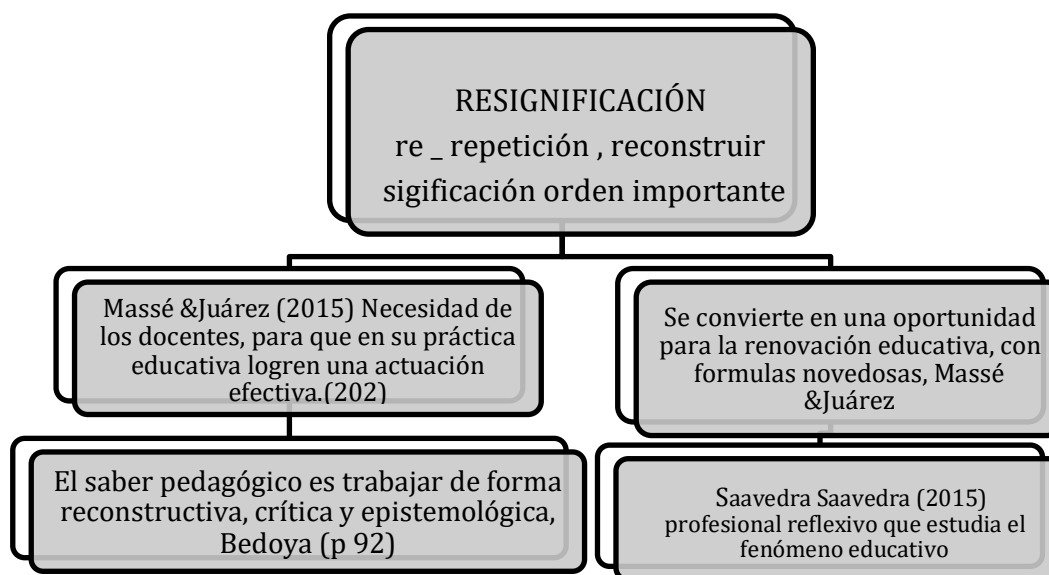 RESIGNIFICACIÓN
re _ repetición , reconstruir
sigificación orden importante
Massé &Juárez (2015) Necesidad de
los docentes, para que en su práctica
educativa logren una actuación
efectiva.(202)
Se convierte en una oportunidad
para la renovación educativa, con
formulas novedosas, Massé
&Juárez
El saber pedagógico es trabajar de forma
reconstructiva, crítica y epistemológica,
Bedoya (p 92)
Saavedra Saavedra (2015)
profesional reflexivo que estudia el
fenómeno educativo